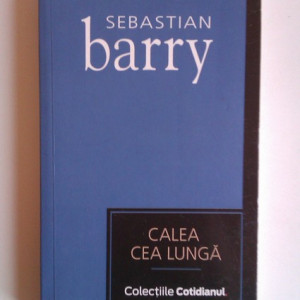 SEBASTIAN
barry
CALEA
CEA LUNGĂ
Colecțiile Cotidianul.